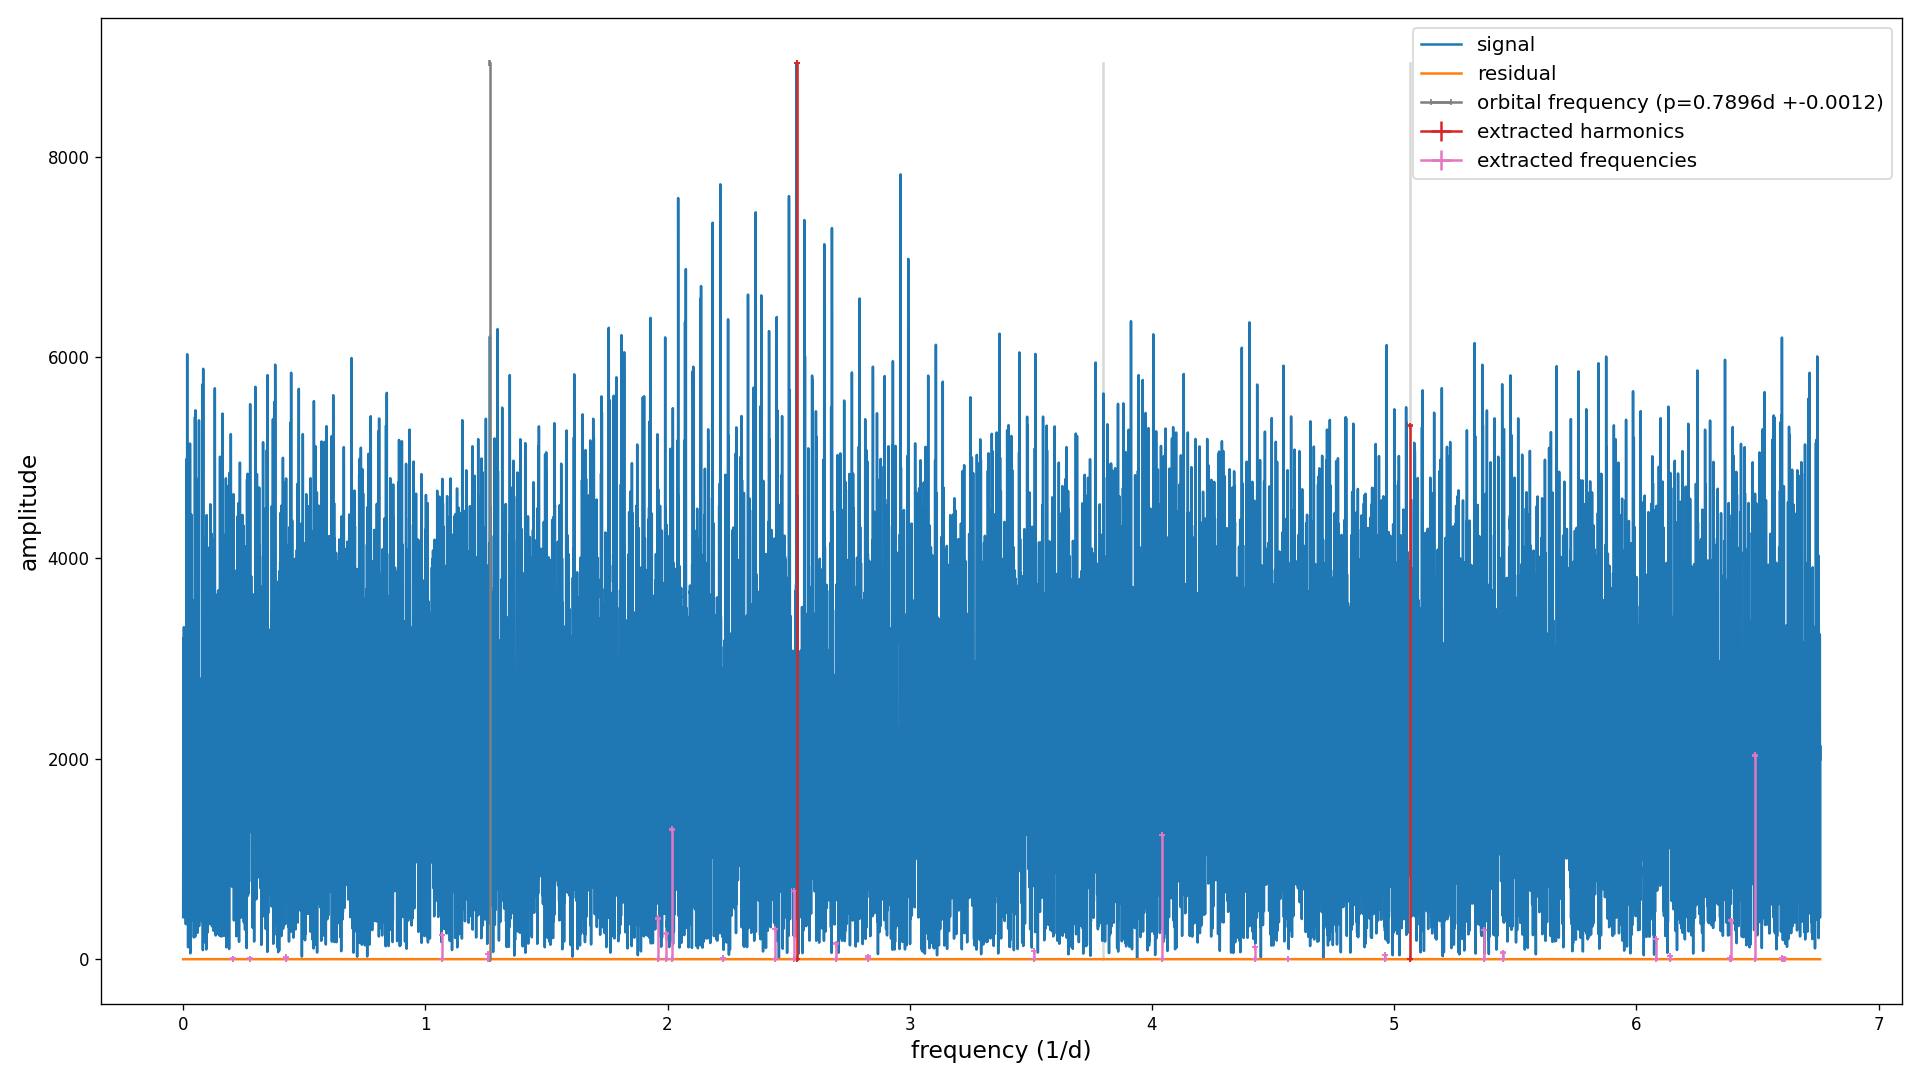 signal
residual
orbital frequency (p=0.7896d +-0.0012)
extracted harmonics
extracted frequencies
amplitude
8000
6000
4000
2000
0
0 1 2 3 4 5 6 7
frequency (1/d)